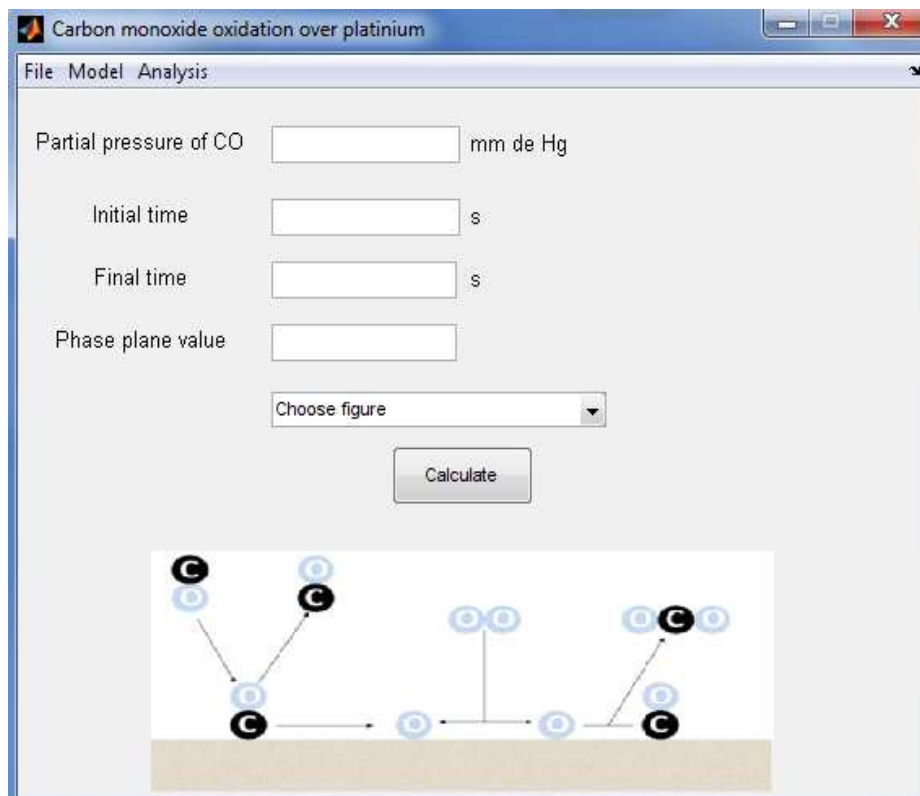 Carbon monoxide oxidation over platinium
File Model Analysis
Partial pressure of CO mm de Hg
Initial time s
Final time s
Phase plane value
Choose figure
Calculate
C O
O C
O O O C O
O O
C O O C